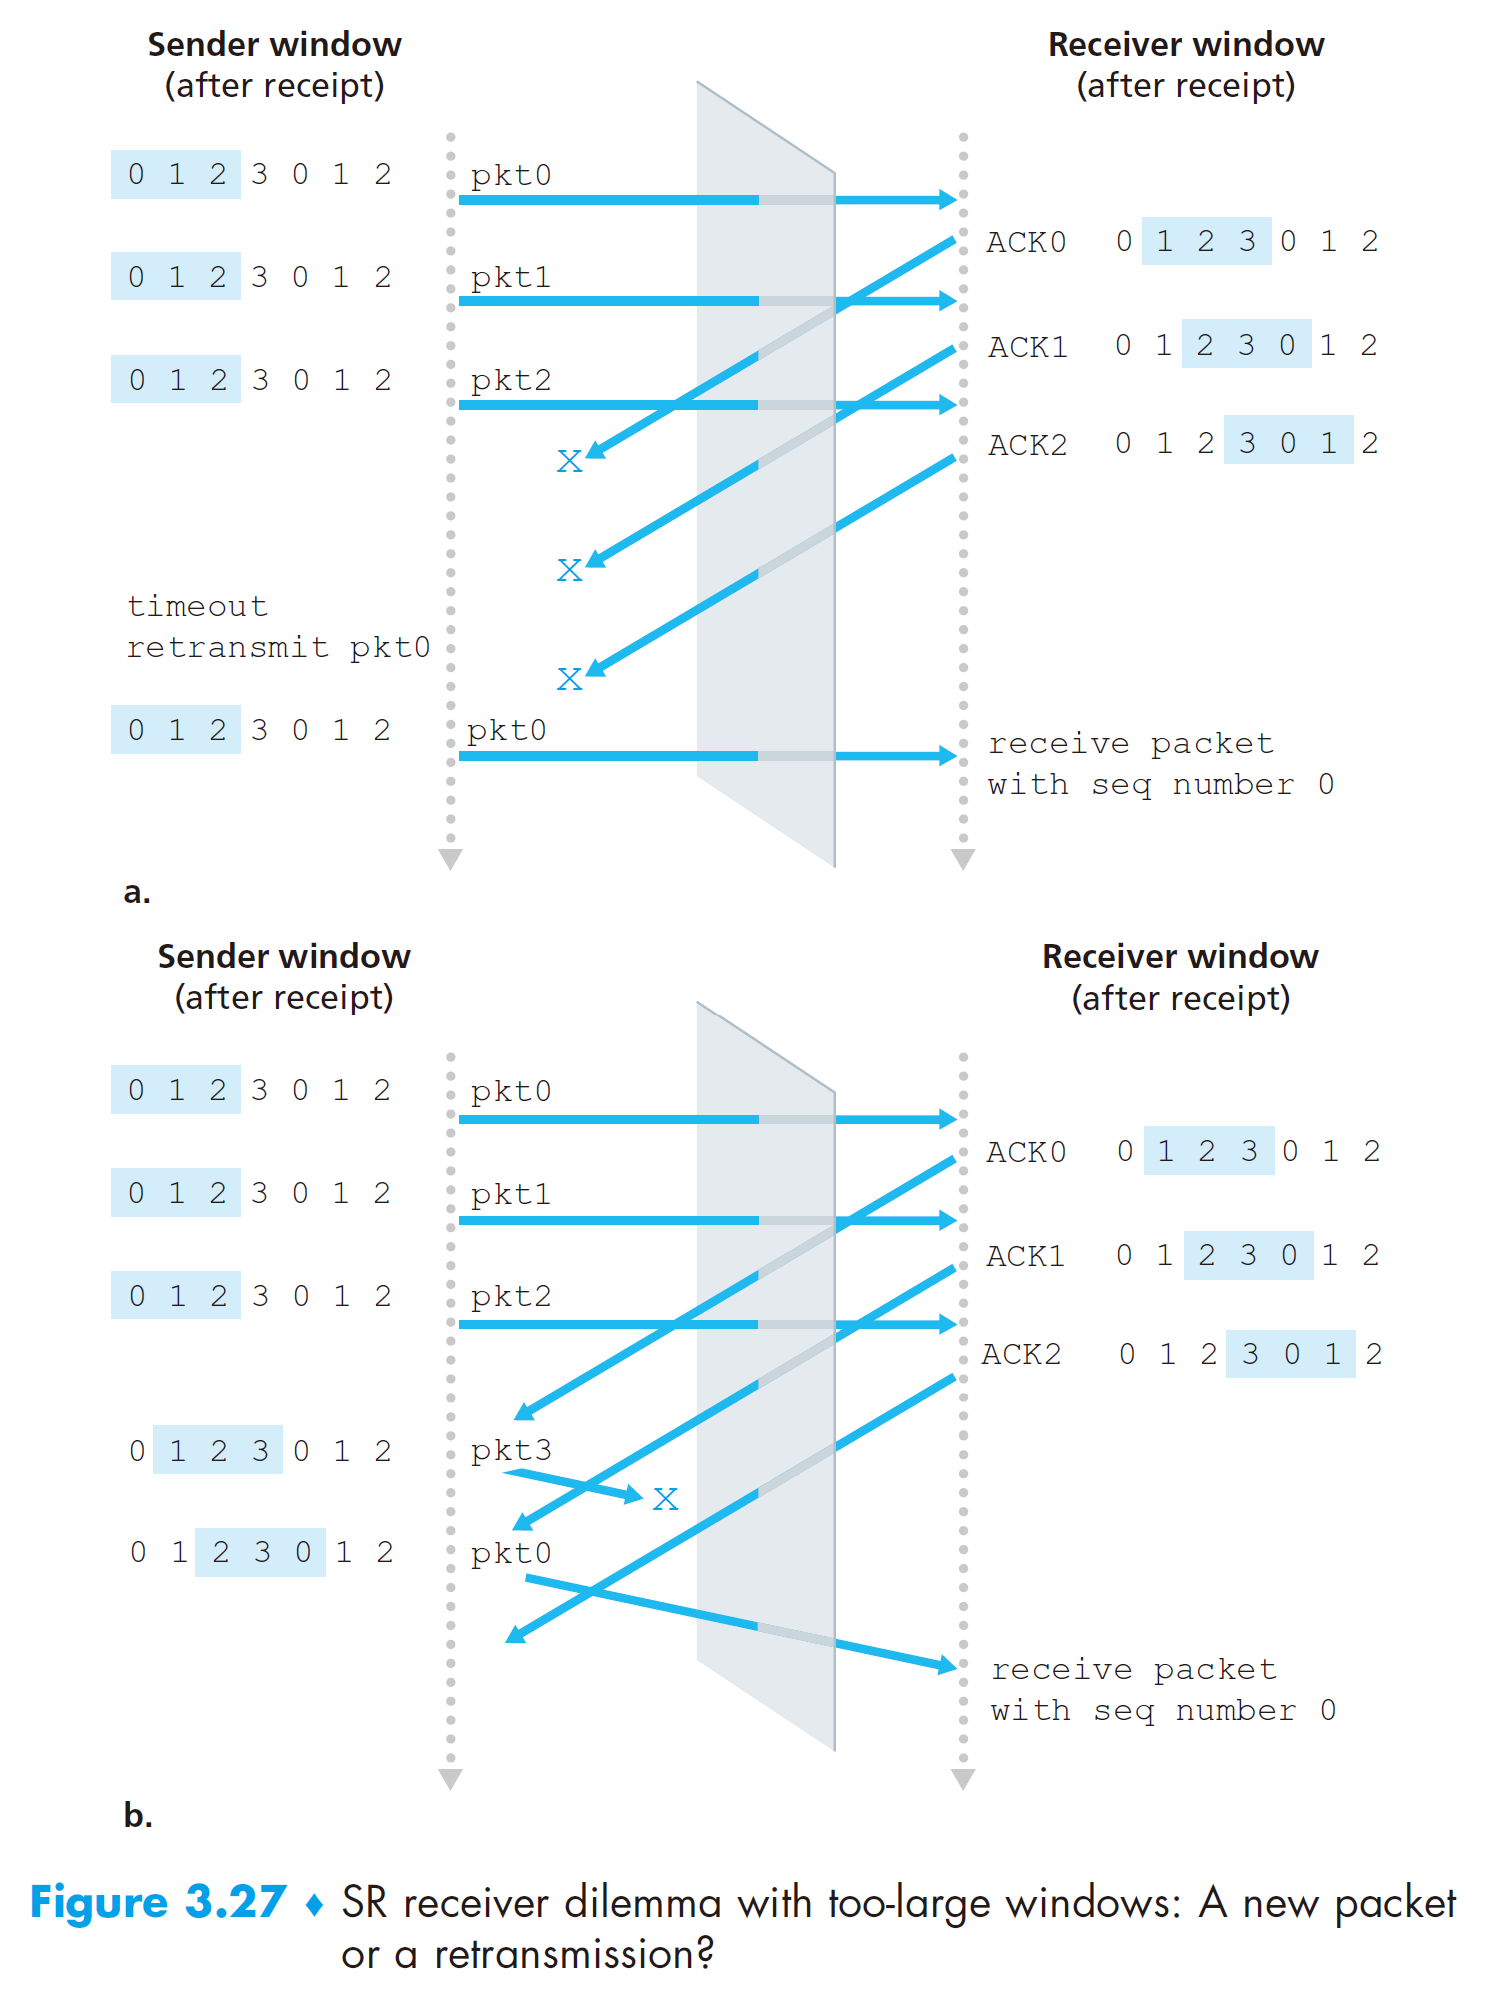 Sender window
(after receipt)
Receiver window
(after receipt)
0 1 2 3 0 1 2
pkt0
ACK0 0 1 2 3 0 1 2
0 1 2 3 0 1 2
pkt1
ACK1 0 1 2 3 0 1 2
0 1 2 3 0 1 2
pkt2
ACK2 0 1 2 3 0 1 2
X
X
timeout
retransmit pkt0
X
0 1 2 3 0 1 2
pkt0
receive packet
with seq number 0
a.
Sender window
(after receipt)
Receiver window
(after receipt)
0 1 2 3 0 1 2
pkt0
ACK0 0 1 2 3 0 1 2
0 1 2 3 0 1 2
pkt1
ACK1 0 1 2 3 0 1 2
0 1 2 3 0 1 2
pkt2
ACK2 0 1 2 3 0 1 2
0 1 2 3 0 1 2
pkt3
X
0 1 2 3 0 1 2
pkt0
receive packet
with seq number 0
b.
Figure 3.27 ♦ SR receiver dilemma with too-large windows: A new packet
or a retransmission?